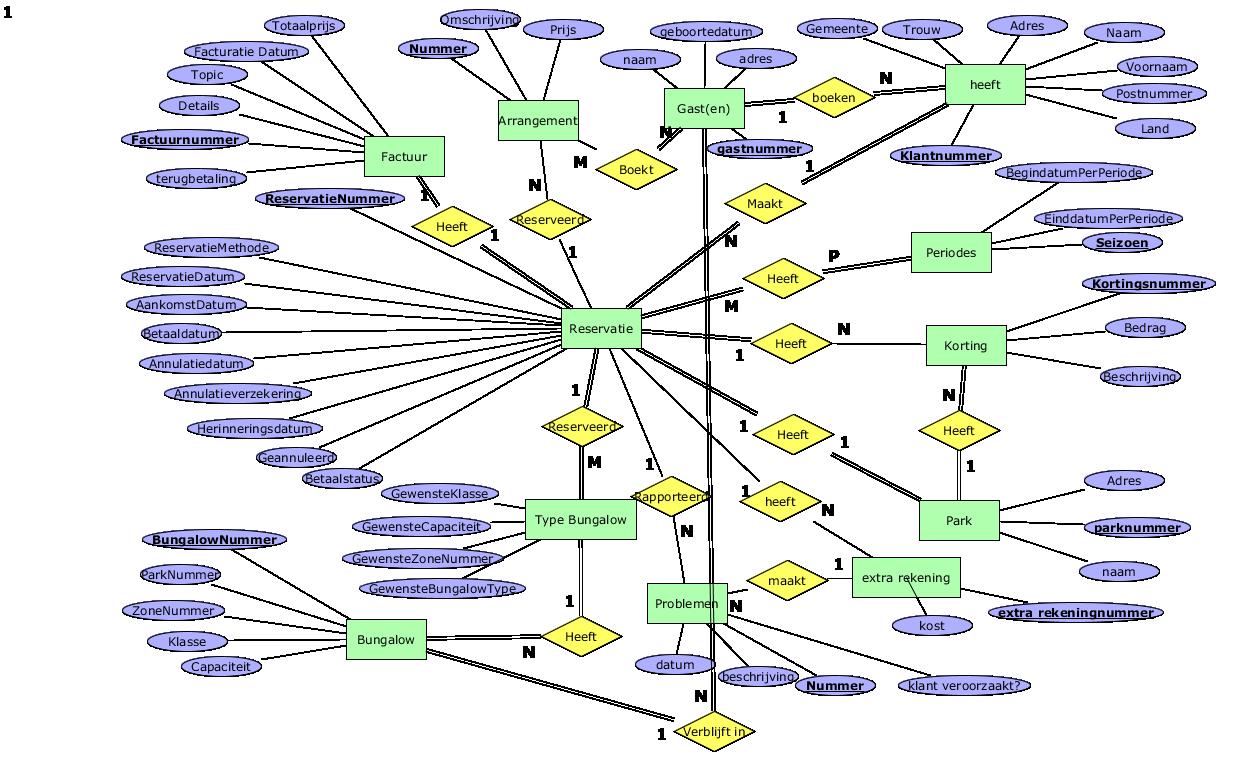 1
Totaalprijs
Omschrijving
Prijs
geboortedatum
Gemeente
Trouw
Adres
Naam
Facturatie Datum
Nummer
naam
adres
Voornaam
Topic
boeken
N
heeft
Postnummer
Details
Arrangement
Gast(en)
1
Land
Factuurnummer
Factuur
N
gastnummer
Klantnummer
terugbetaling
M
Boekt
1
BegindatumPerPeriode
ReservatieNummer
1
N
Maakt
Heeft
1
Reserveerd
EinddatumPerPeriode
ReservatieMethode
1
N
Periodes
Seizoen
P
ReservatieDatum
Heeft
Kortingsnummer
AankomstDatum
M
Betaaldatum
Reservatie
N
Bedrag
1
Heeft
Korting
Annulatiedatum
Beschrijving
Annulatieverzekering
1
N
Herinneringsdatum
Reserveerd
1
Heeft
1
Heeft
Geannuleerd
M
1
1
Betaalstatus
Adres
GewensteKlasse
Rapporteerd
1
heeft
N
GewensteCapaciteit
Type Bungalow
Park
parknummer
BungalowNummer
N
GewensteZoneNummer
1
naam
ParkNummer
GewensteBungalowType
maakt
extra rekening
ZoneNummer
1
Problemen
N
extra rekeningnummer
Klasse
Bungalow
Heeft
kost
Capaciteit
N
datum
beschrijving
Nummer
klant veroorzaakt?
N
1
Verblijft in